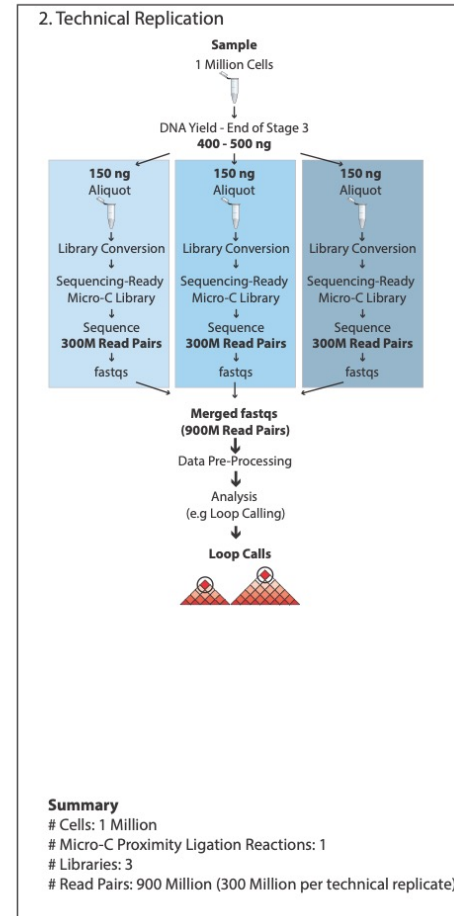 2. Technical Replication
Sample
1 Million Cells
DNA Yield - End of Stage 3
400 - 500 ng
150 ng
Aliquot
Library Conversion
Sequencing-Ready
Micro-C Library
Sequence
300M Read Pairs
fastqs
150 ng
Aliquot
Library Conversion
Sequencing-Ready
Micro-C Library
Sequence
300M Read Pairs
fastqs
150 ng
Aliquot
Library Conversion
Sequencing-Ready
Micro-C Library
Sequence
300M Read Pairs
fastqs
Merged fastqs
(900M Read Pairs)
Data Pre-Processing
Analysis
(e.g Loop Calling)
Loop Calls
Summary
# Cells: 1 Million
# Micro-C Proximity Ligation Reactions: 1
# Libraries: 3
# Read Pairs: 900 Million (300 Million per technical replicate)